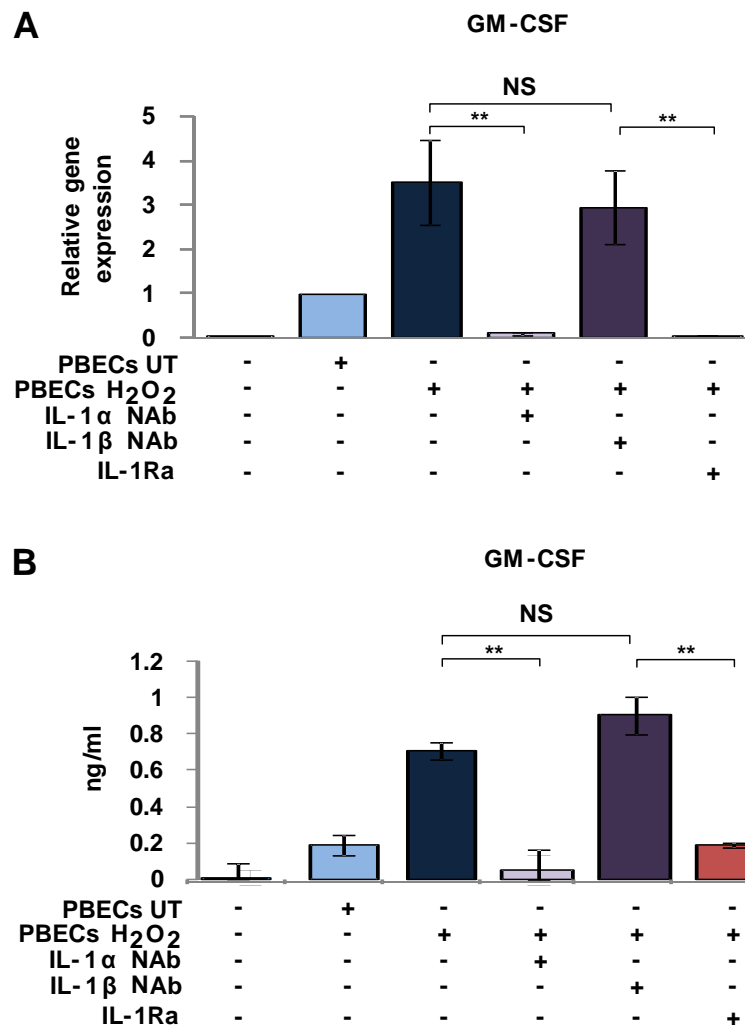 A
GM-CSF
NS
** **
5
4
3
2
1
0
Relative gene
expression
PBECs UT - + - - - -
PBECs H₂O₂ - - + + + +
IL-1α NAb - - - + - -
IL-1β NAb - - - - + -
IL-1Ra - - - - - +
B
GM-CSF
NS
** **
1.2
1
0.8
0.6
0.4
0.2
0
ng/ml
PBECs UT - + - - - -
PBECs H₂O₂ - - + + + +
IL-1α NAb - - - + - -
IL-1β NAb - - - - + -
IL-1Ra - - - - - +